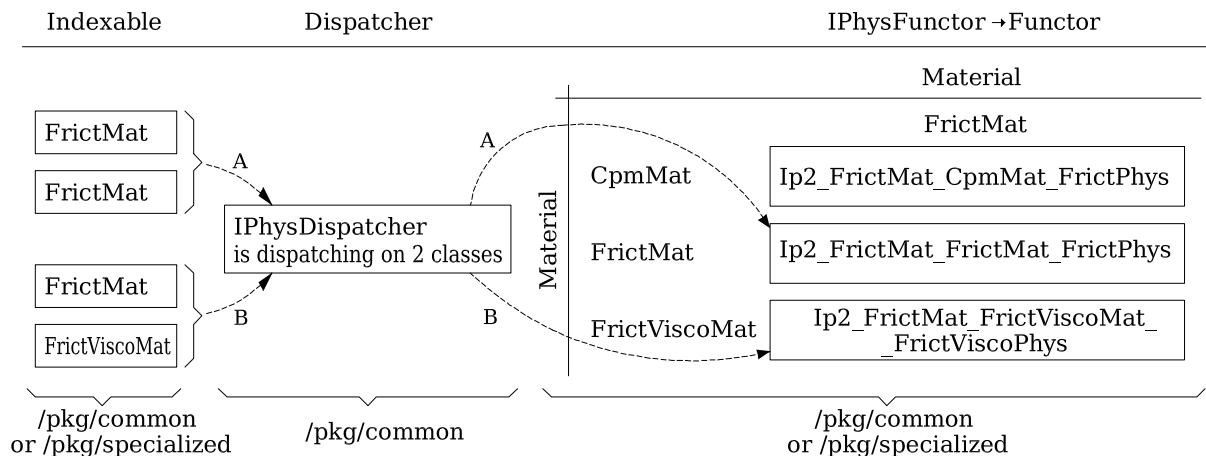 Indexable
Dispatcher
IPhysFunctor → Functor
Material
FrictMat
FrictMat
A
FrictMat
IPhysDispatcher
is dispatching on 2 classes
FrictMat
B
FrictViscoMat
A
B
Material
CpmMat
Ip2_FrictMat_CpmMat_FrictPhys
FrictMat
Ip2_FrictMat_FrictMat_FrictPhys
FrictViscoMat
Ip2_FrictMat_FrictViscoMat_
_FrictViscoPhys
/pkg/common
or /pkg/specialized
/pkg/common
/pkg/common
or /pkg/specialized